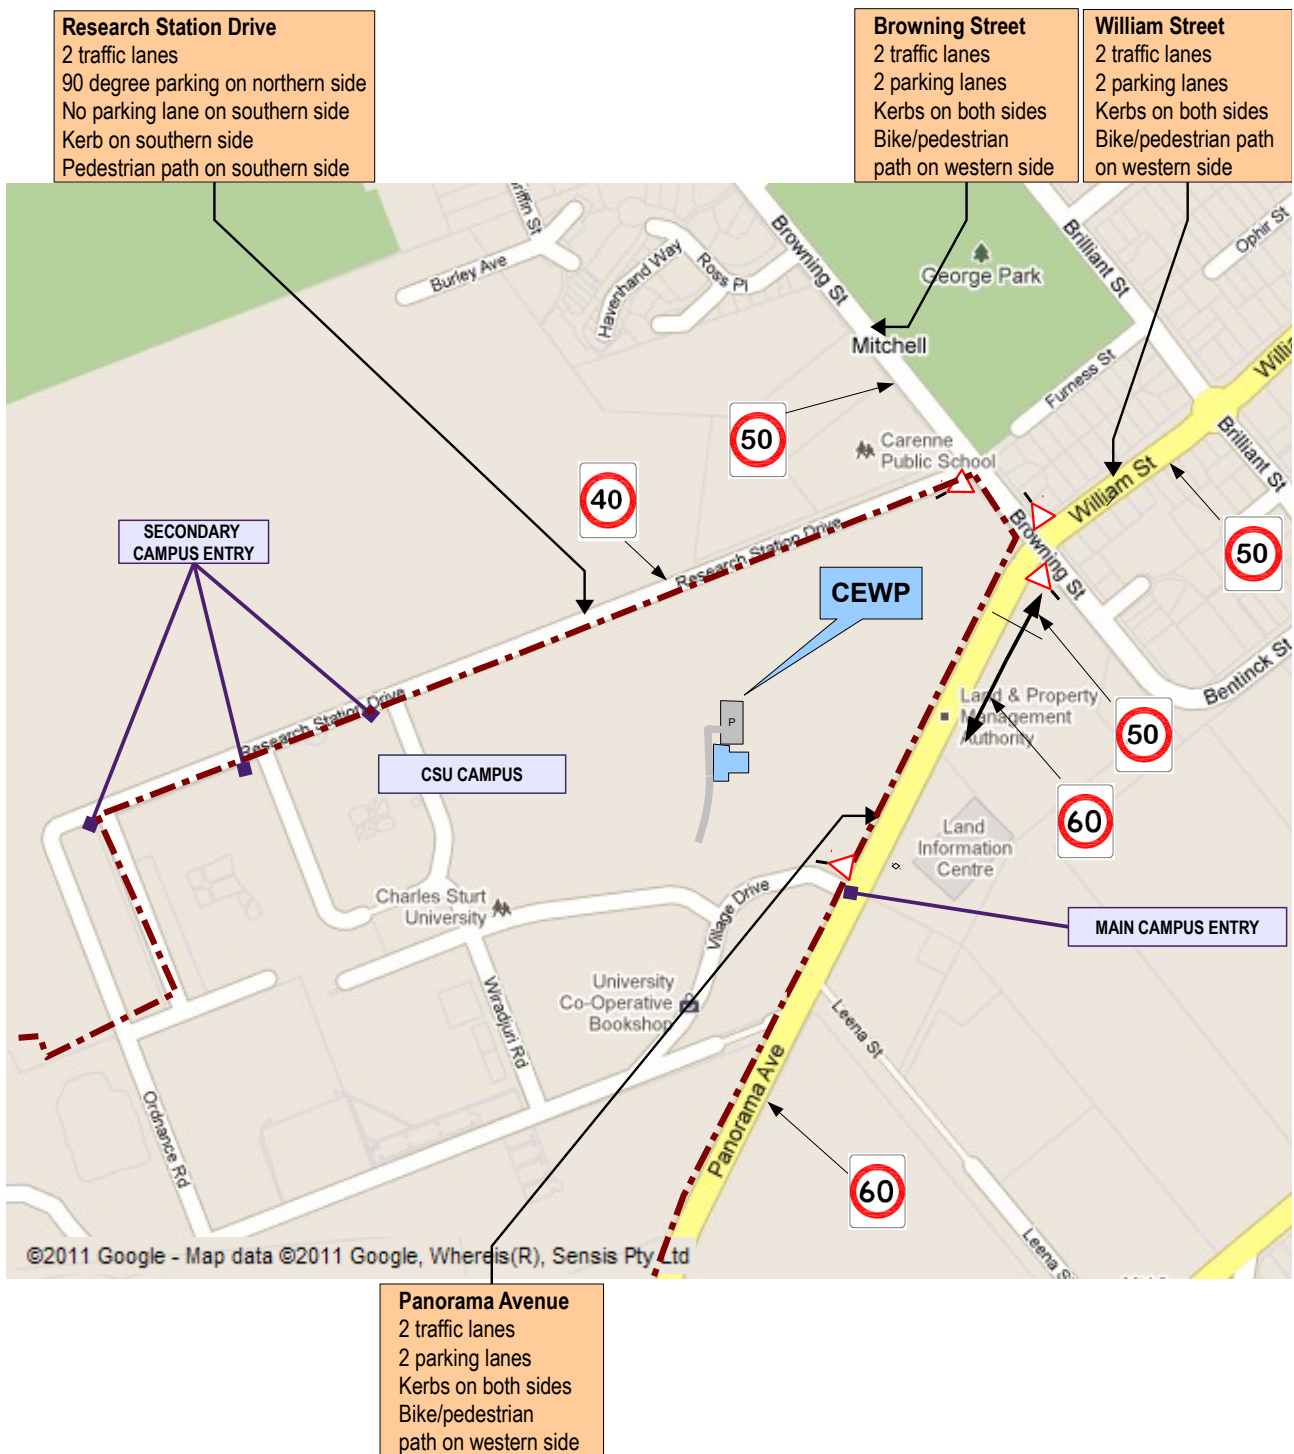 Research Station Drive
2 traffic lanes
90 degree parking on northern side
No parking lane on southern side
Kerb on southern side
Pedestrian path on southern side
Browning Street
2 traffic lanes
2 parking lanes
Kerbs on both sides
Bike/pedestrian
path on western side
William Street
2 traffic lanes
2 parking lanes
Kerbs on both sides
Bike/pedestrian path
on western side
Burley Ave
Havenhand Way
Ross Pl
Browning St
George Park
Brilliant St
Ophir St
Mitchell
Furness St
Brilliant St
50
Carenne
Public School
40
William St
50
Browning St
Research Station Drive
SECONDARY
CAMPUS ENTRY
CEWP
Bentinck St
Research Station Drive
P
Land & Property
Management
Authority
50
CSU CAMPUS
60
Land
Information
Centre
Charles Sturt
University
Village Drive
MAIN CAMPUS ENTRY
University
Co-Operative
Bookshop
Wiradjuri Rd
Leena St
Ordnance Rd
Panorama Ave
60
Leena St
©2011 Google - Map data ©2011 Google, Whereis(R), Sensis Pty Ltd
Panorama Avenue
2 traffic lanes
2 parking lanes
Kerbs on both sides
Bike/pedestrian
path on western side